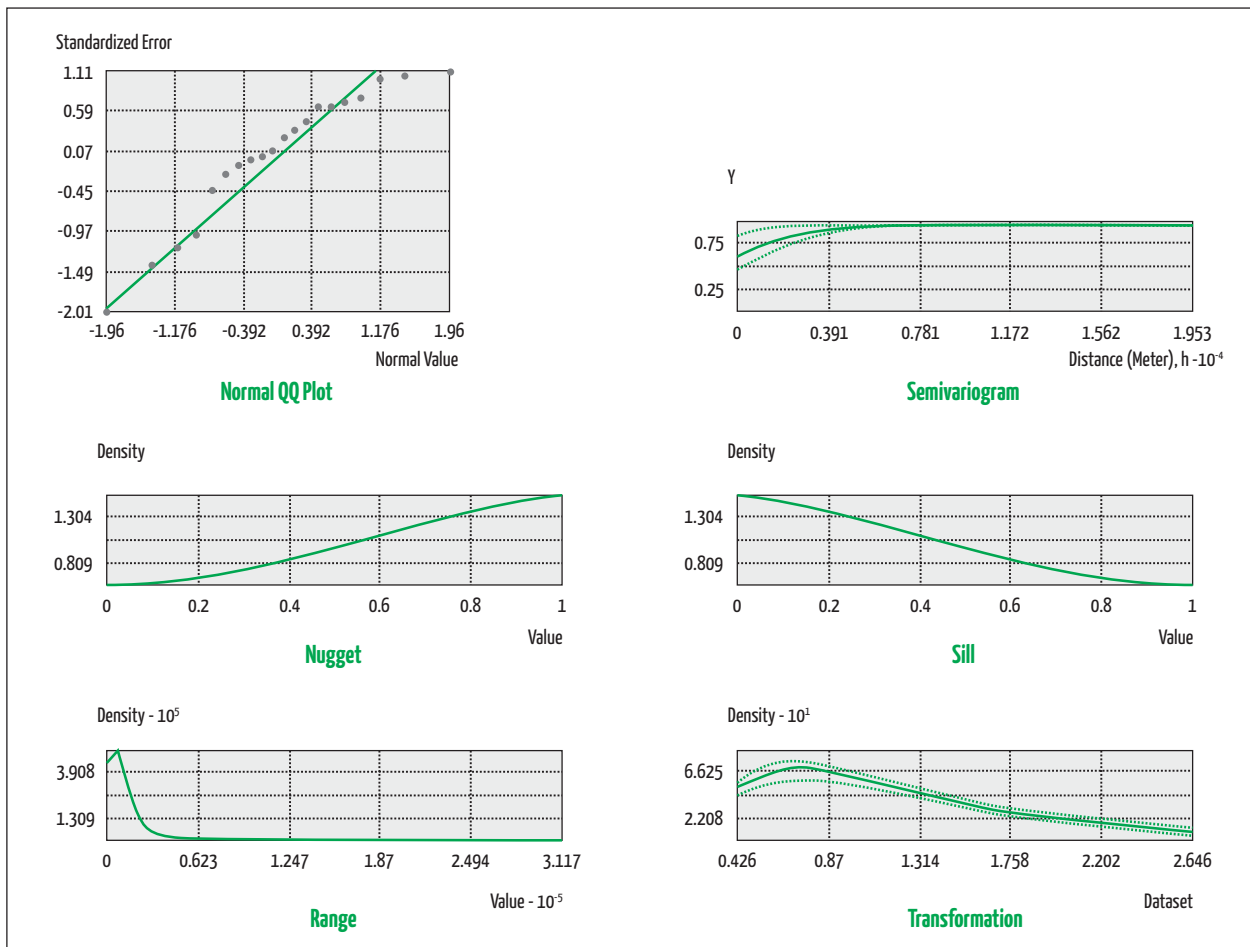 Standardized Error
1.11
0.59
0.07
-0.45
-0.97
-1.49
-2.01
-1.96 -1.176 -0.392 0.392 1.176 1.96
Normal Value
Normal QQ Plot
Y
0.75
0.25
0 0.391 0.781 1.172 1.562 1.953
Distance (Meter), h -10⁻⁴
Semivariogram
Density
1.304
0.809
0 0.2 0.4 0.6 0.8 1
Value
Nugget
Density
1.304
0.809
0 0.2 0.4 0.6 0.8 1
Value
Sill
Density - 10⁵
3.908
1.309
0 0.623 1.247 1.87 2.494 3.117
Value - 10⁻⁵
Range
Density - 10¹
6.625
2.208
0.426 0.87 1.314 1.758 2.202 2.646
Dataset
Transformation